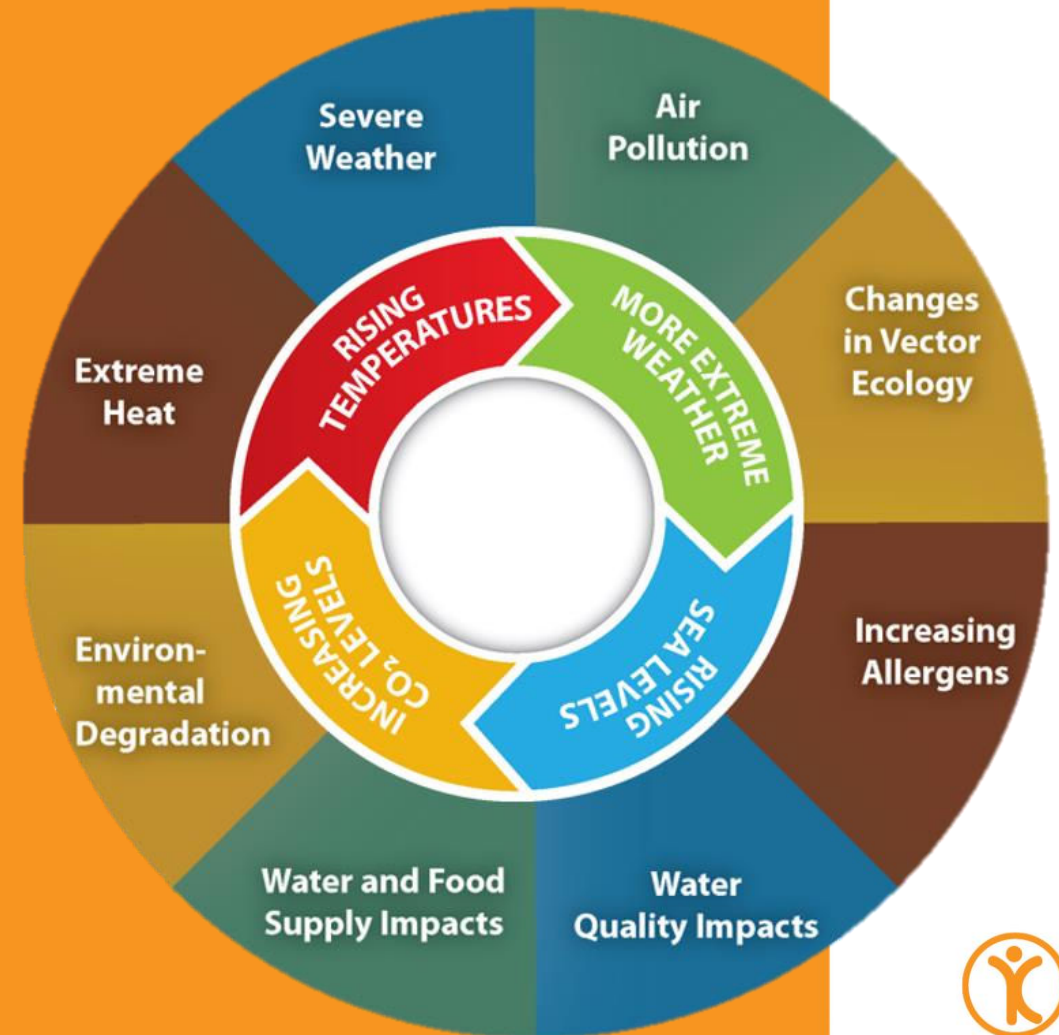 Severe
Weather
Air
Pollution
Changes
in Vector
Ecology
Increasing
Allergens
Water
Quality Impacts
Water and Food
Supply Impacts
Environ-
mental
Degradation
Extreme
Heat
RISING
TEMPERATURES
MORE EXTREME
WEATHER
RISING
SEA LEVELS
INCREASING
CO₂ LEVELS